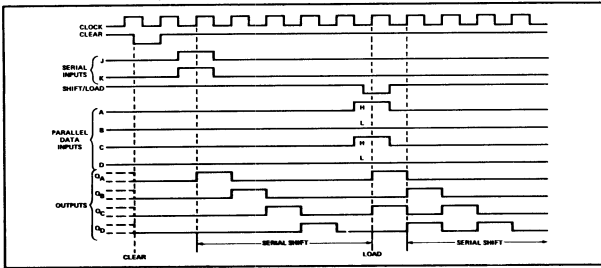 CLOCK
CLEAR
SERIAL INPUTS
J
K
SHIFT/LOAD
PARALLEL DATA INPUTS
A
H
B
L
C
H
D
L
OUTPUTS
QA
QB
QC
QD
SERIAL SHIFT
SERIAL SHIFT
CLEAR
LOAD